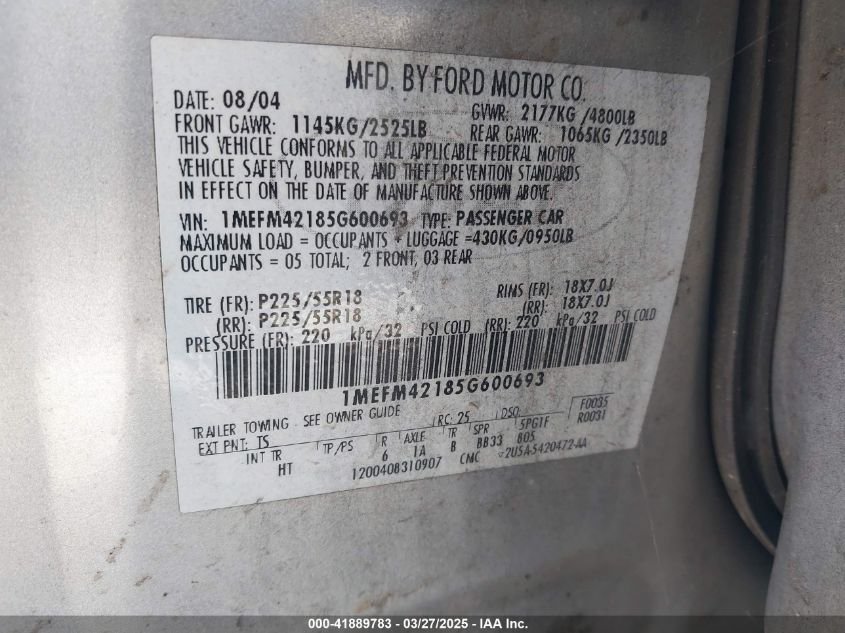 MFD. BY FORD MOTOR CO.
DATE: 08/04 GVWR: 2177KG /4800LB
FRONT GAWR: 1145KG/2525LB REAR GAWR: 1065KG /2350LB
THIS VEHICLE CONFORMS TO ALL APPLICABLE FEDERAL MOTOR
VEHICLE SAFETY, BUMPER, AND THEFT PREVENTION STANDARDS
IN EFFECT ON THE DATE OF MANUFACTURE SHOWN ABOVE.
VIN: 1MEFM42185G600693 TYPE: PASSENGER CAR
MAXIMUM LOAD = OCCUPANTS + LUGGAGE =430KG/0950LB
OCCUPANTS = 05 TOTAL; 2 FRONT, 03 REAR
TIRE (FR): P225/55R18 RIMS (FR): 18X7.0J
(RR): P225/55R18 (RR): 18X7.0J
PRESSURE (FR): 220 kPa/32 PSI COLD (RR): 220 kPa/32 PSI COLD
1MEFM42185G600693
TRAILER TOWING - SEE OWNER GUIDE RC: 25 DSO: F0035
EXT PNT: TS 5PG1F R0031
INT TR TP/PS R AXLE TR SPR B05
HT 6 1A B BB33
1200408310907 CMC 2U5A-5420472-AA
000-41889783 - 03/27/2025 - IAA Inc.